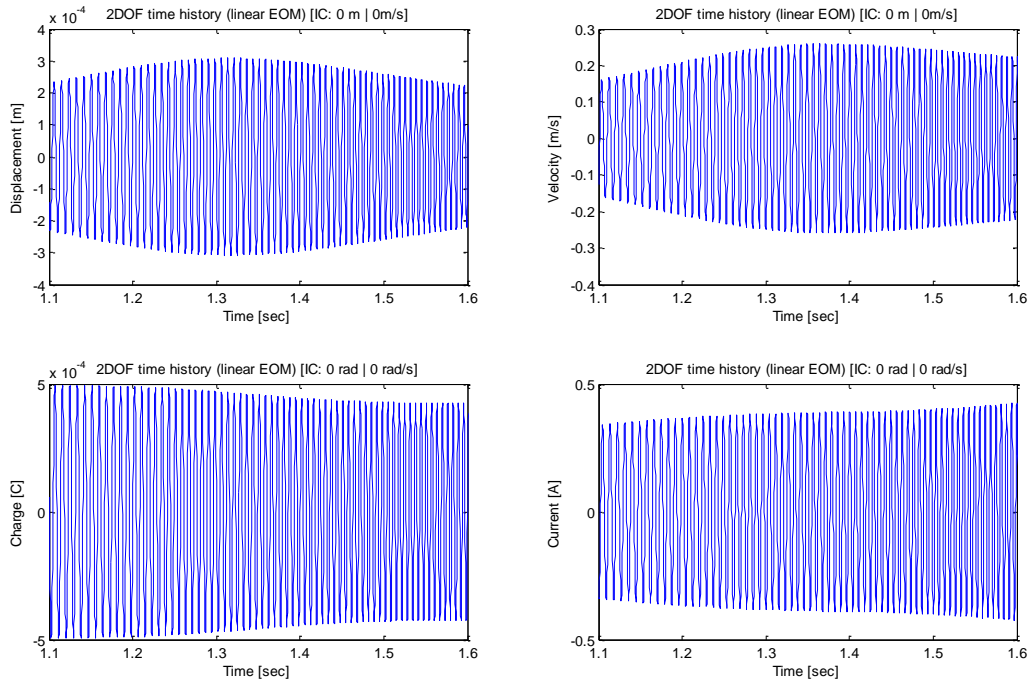 2DOF time history (linear EOM) [IC: 0 m | 0m/s]
x 10^-4
4
3
2
1
0
-1
-2
-3
-4
Displacement [m]
1.1 1.2 1.3 1.4 1.5 1.6
Time [sec]
2DOF time history (linear EOM) [IC: 0 m | 0m/s]
0.3
0.2
0.1
0
-0.1
-0.2
-0.3
-0.4
Velocity [m/s]
1.1 1.2 1.3 1.4 1.5 1.6
Time [sec]
2DOF time history (linear EOM) [IC: 0 rad | 0 rad/s]
x 10^-4
5
0
-5
Charge [C]
1.1 1.2 1.3 1.4 1.5 1.6
Time [sec]
2DOF time history (linear EOM) [IC: 0 rad | 0 rad/s]
0.5
0
-0.5
Current [A]
1.1 1.2 1.3 1.4 1.5 1.6
Time [sec]